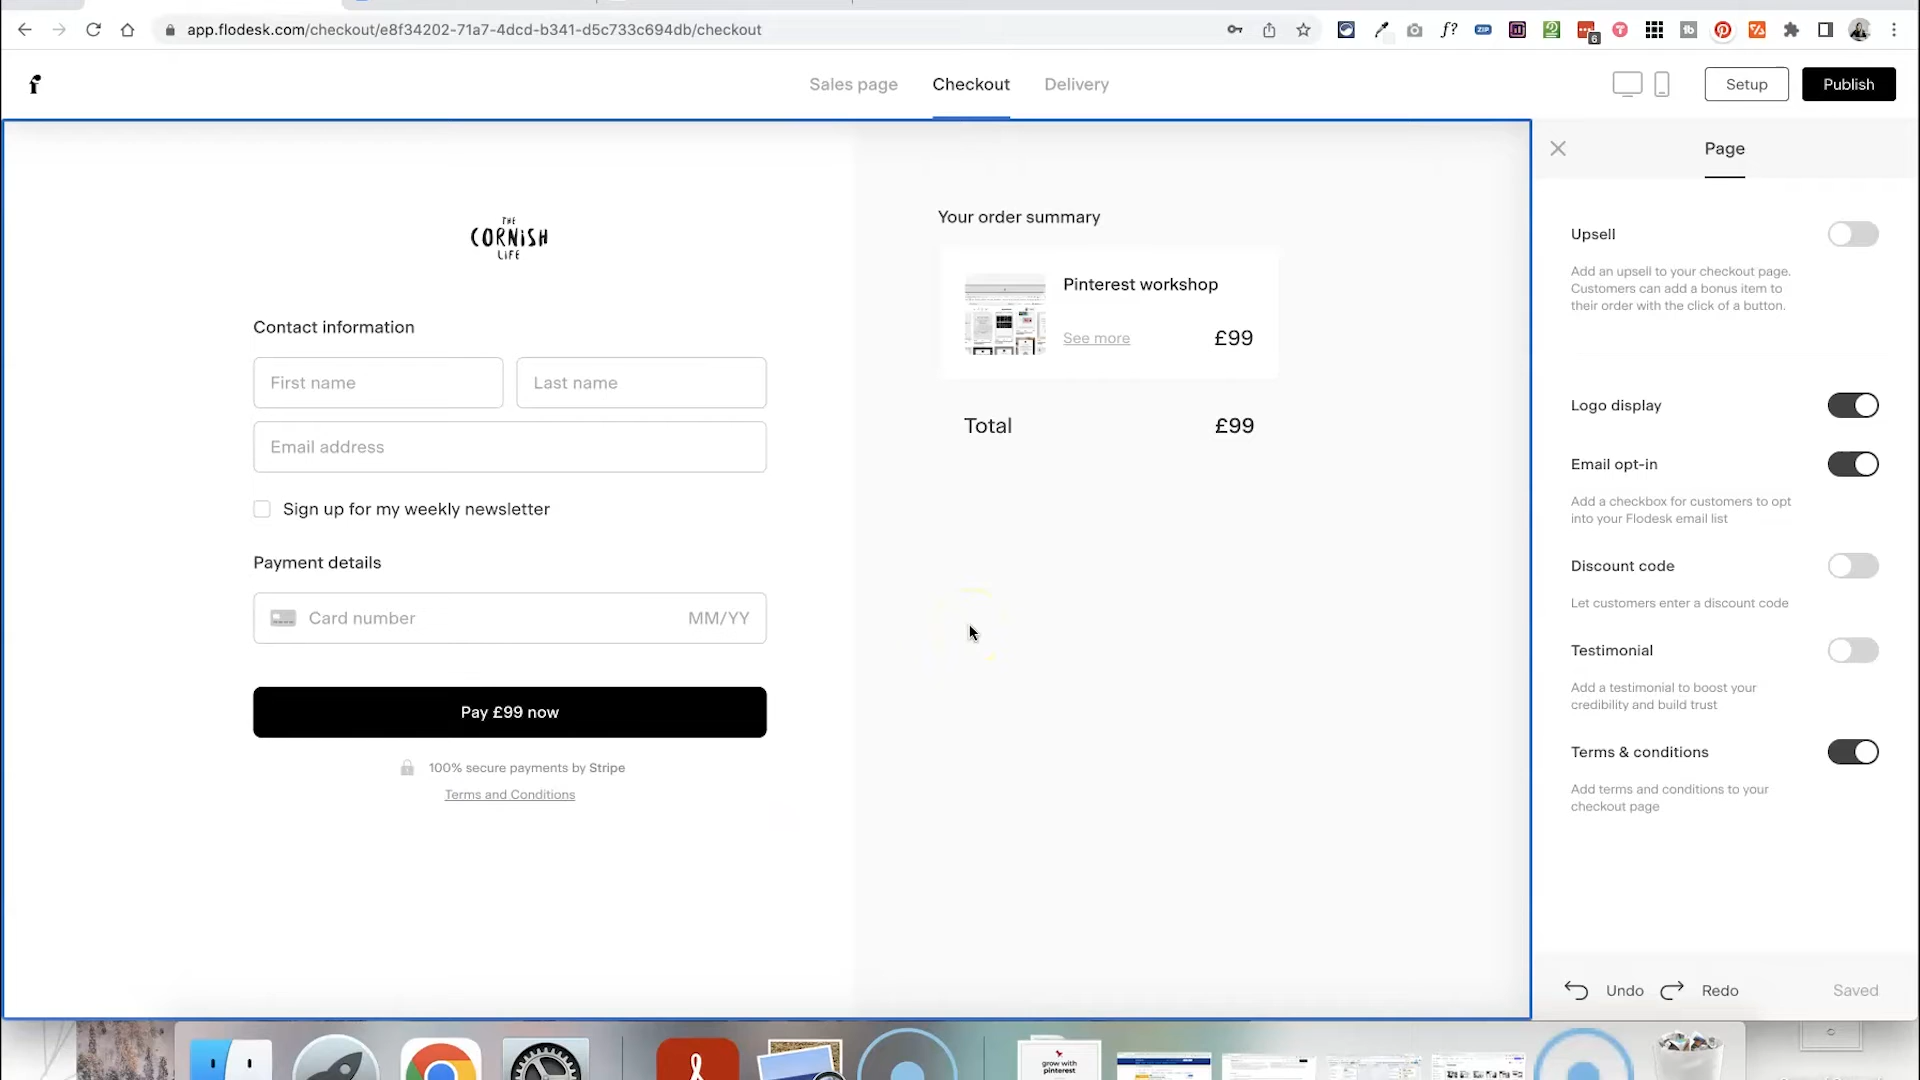 app.flodesk.com/checkout/e8f34202-71a7-4dcd-b341-d5c733c694db/checkout
f?
ZIP
6
Sales page
Checkout
Delivery
Setup
Publish
Page
THE
CORNISH
LIFE
Contact information
First name
Last name
Email address
Sign up for my weekly newsletter
Payment details
Card number
MM/YY
Pay £99 now
100% secure payments by Stripe
Terms and Conditions
Your order summary
Pinterest workshop
See more
£99
Total
£99
Upsell
Add an upsell to your checkout page.
Customers can add a bonus item to
their order with the click of a button.
Logo display
Email opt-in
Add a checkbox for customers to opt
into your Flodesk email list
Discount code
Let customers enter a discount code
Testimonial
Add a testimonial to boost your
credibility and build trust
Terms & conditions
Add terms and conditions to your
checkout page
Undo
Redo
Saved
grow with
pinterest